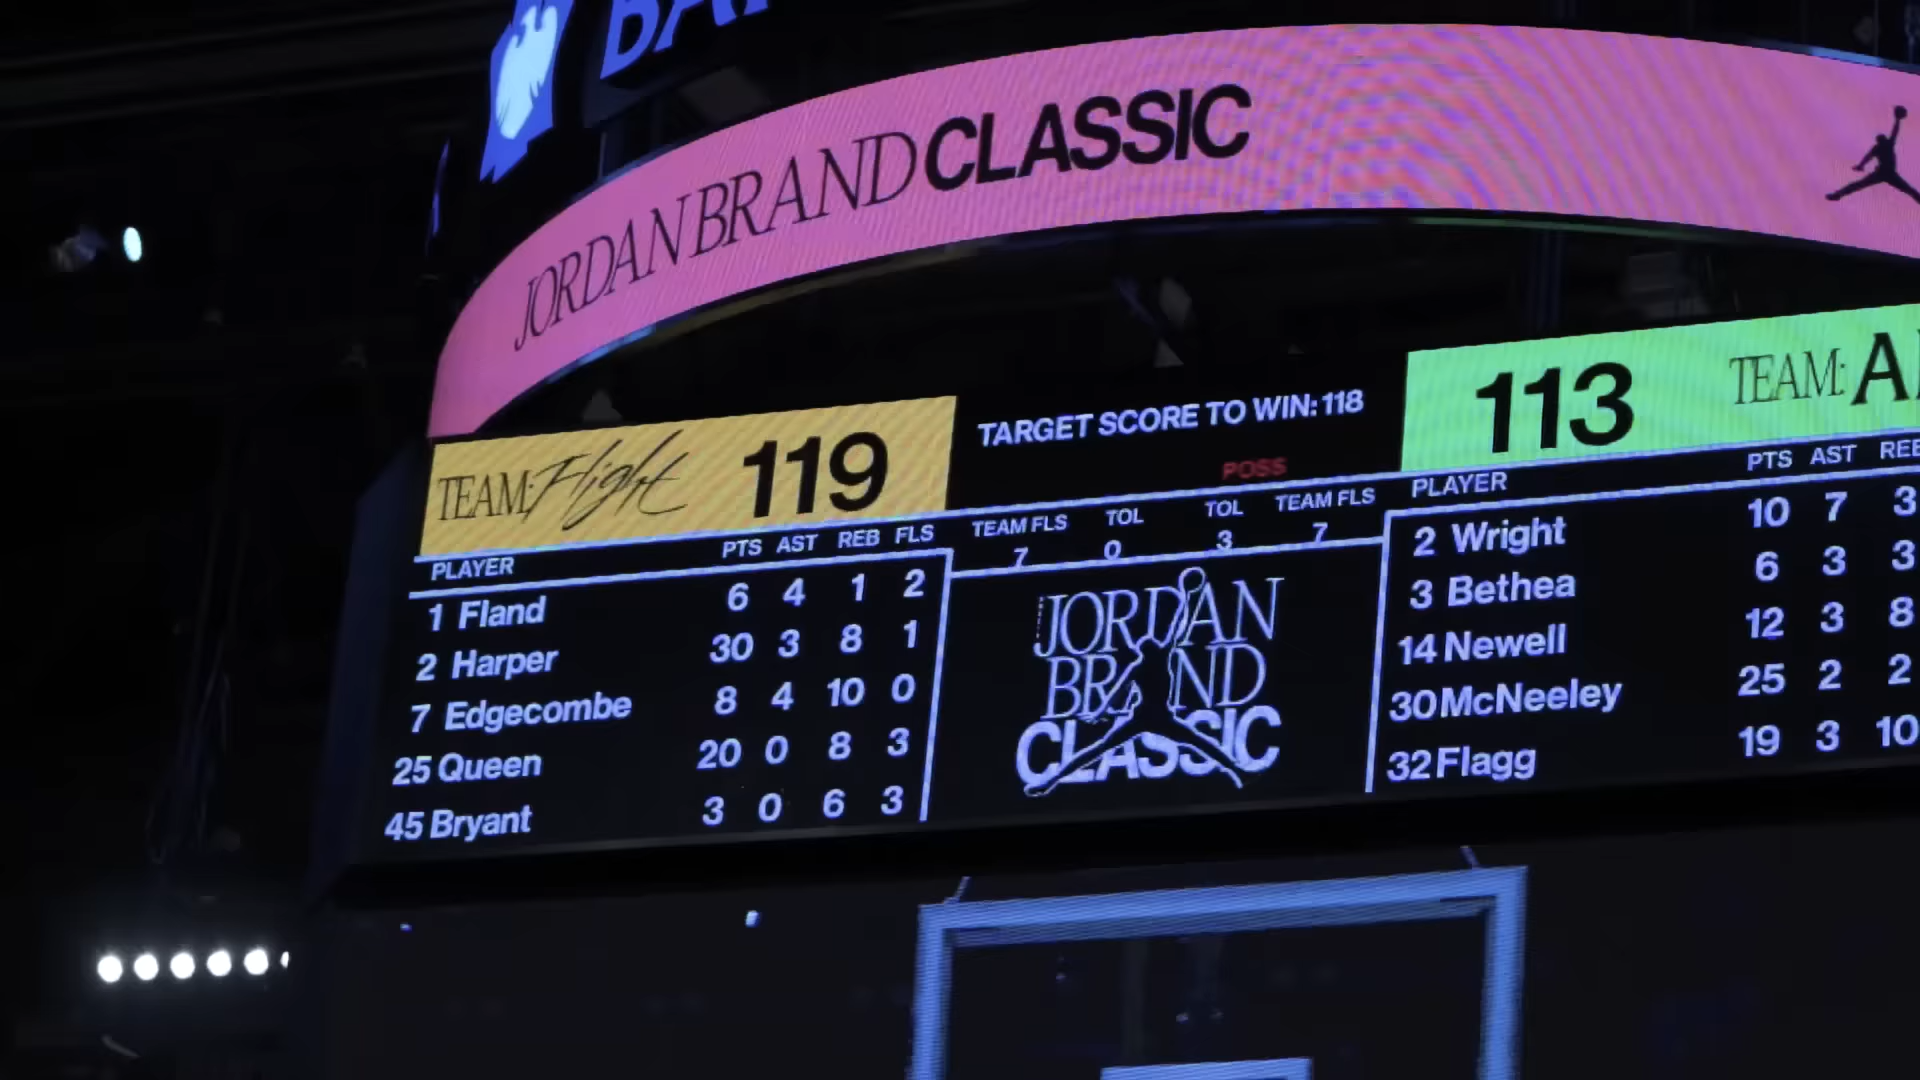 JORDAN BRAND CLASSIC
TEAM: Flight 119
TARGET SCORE TO WIN: 118
POSS
113 TEAM:
PLAYER PTS AST REB FLS
1 Fland 6 4 1 2
2 Harper 30 3 8 1
7 Edgecombe 8 4 10 0
25 Queen 20 0 8 3
45 Bryant 3 0 6 3
TEAM FLS TOL TOL TEAM FLS
7 0 3 7
JORDAN
BRAND
CLASSIC
PLAYER PTS AST REB
2 Wright 10 7 3
3 Bethea 6 3 3
14 Newell 12 3 8
30 McNeeley 25 2 2
32 Flagg 19 3 10